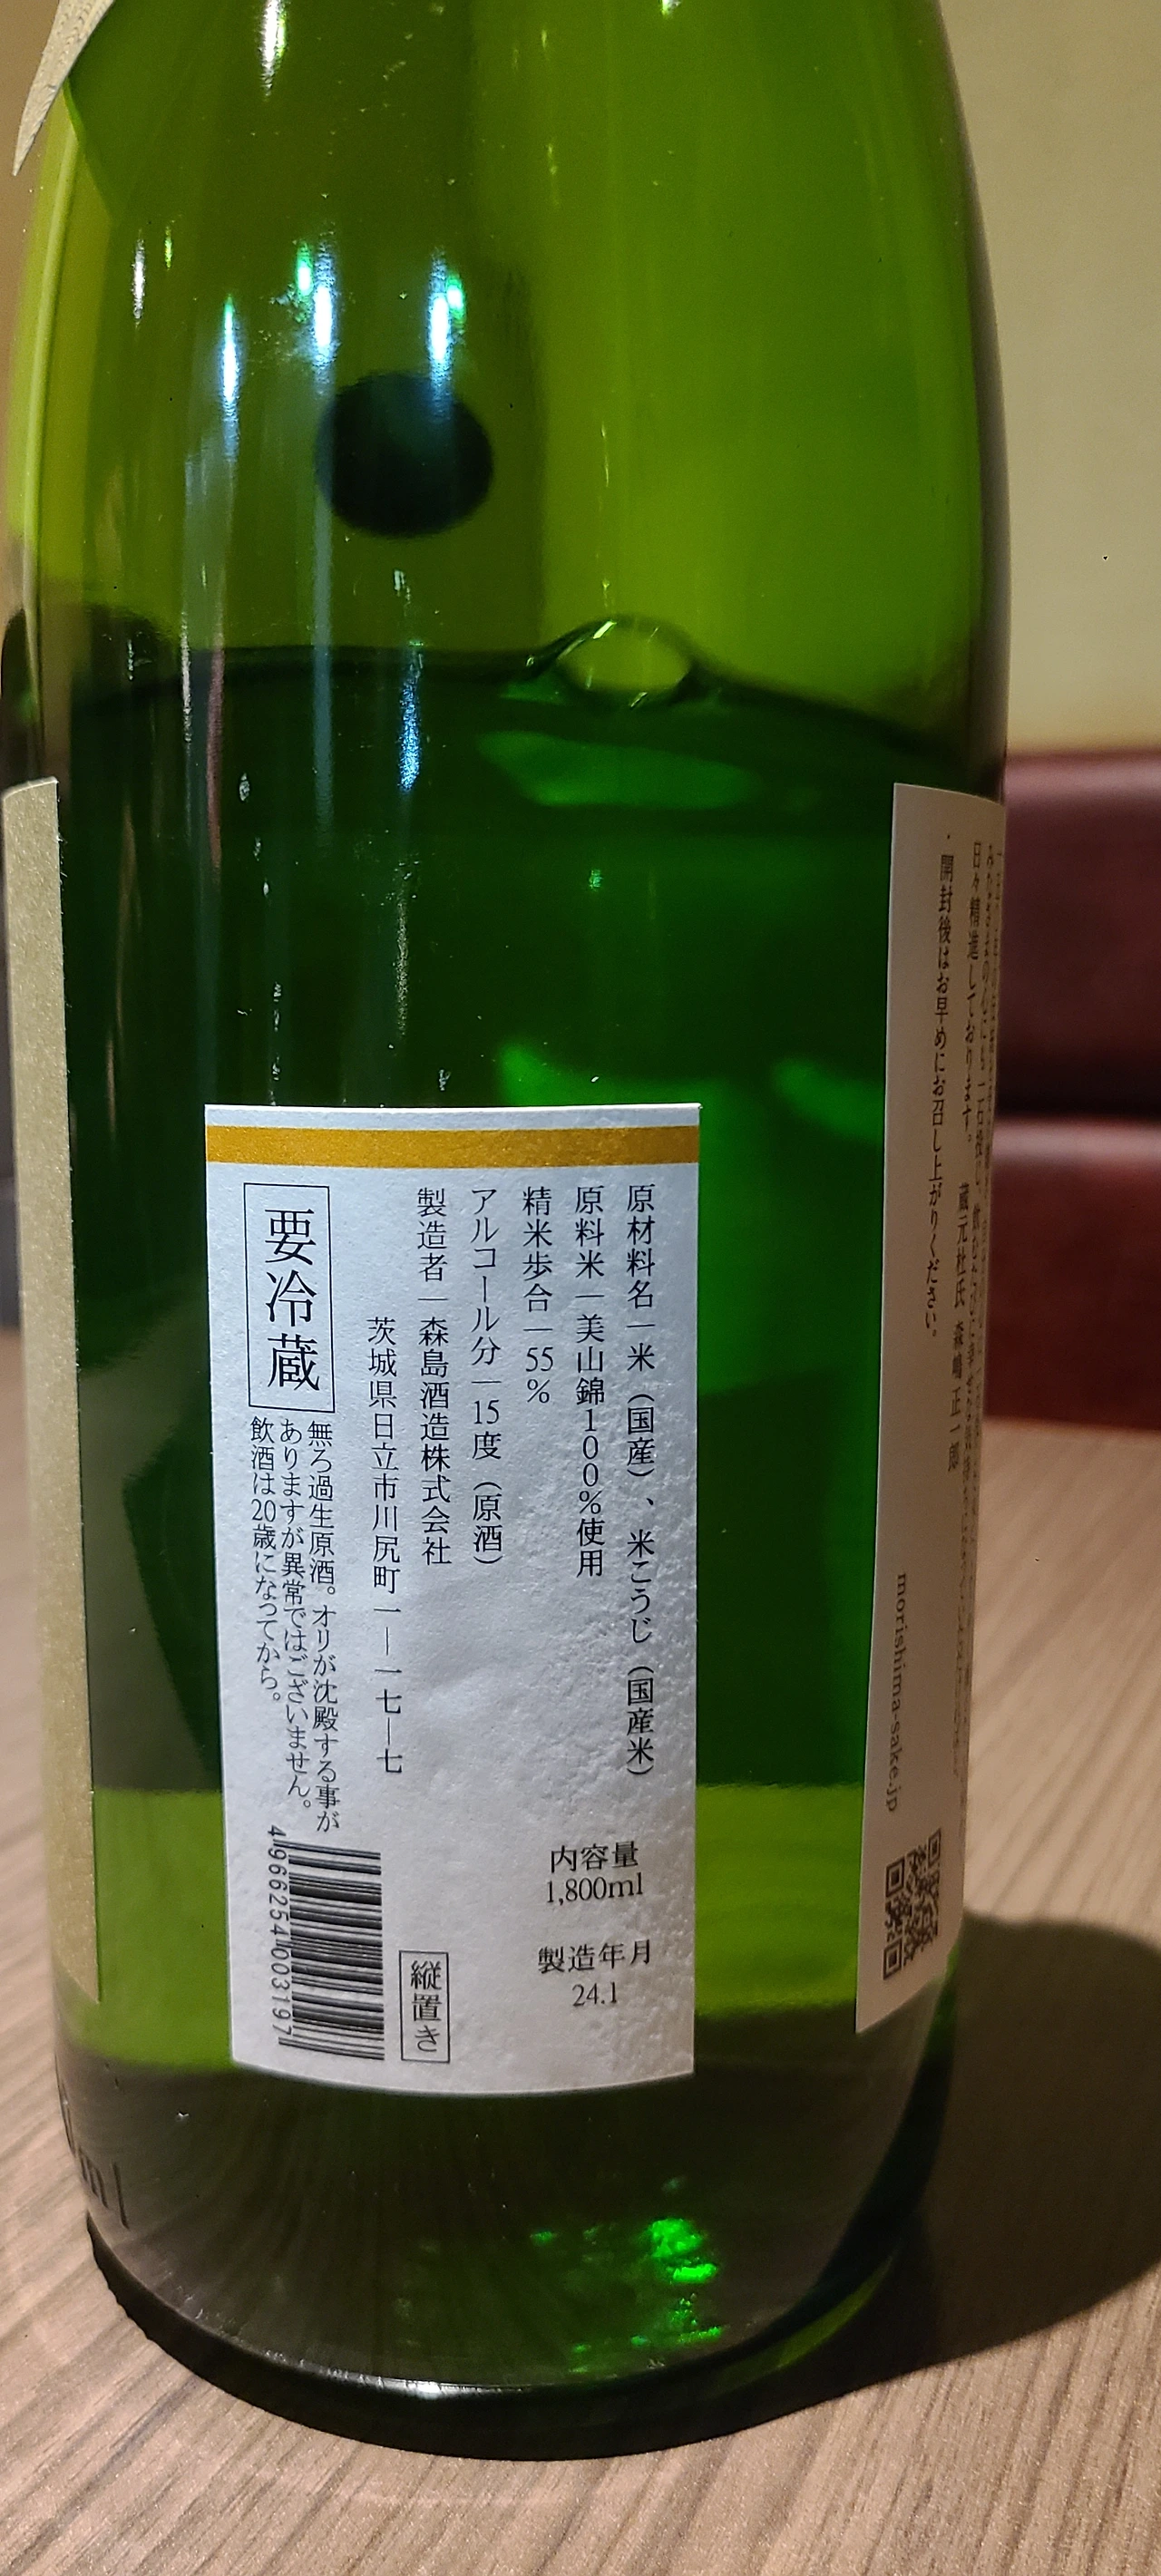 原材料名｜米（国産）、米こうじ（国産米）
原料米｜美山錦100%使用
精米歩合｜55%
アルコール分｜15度（原酒）
製造者｜森島酒造株式会社
茨城県日立市川尻町一ー一七ー七
要冷蔵
無ろ過生原酒。オリが沈殿する事が
ありますが異常ではございません。
飲酒は20歳になってから。
内容量
1,800ml
製造年月
24.1
縦置き
4966254003197
日々精進しております。 蔵元杜氏 森嶋 正一郎
・開封後はお早めにお召し上がりください。
morishima-sake.jp